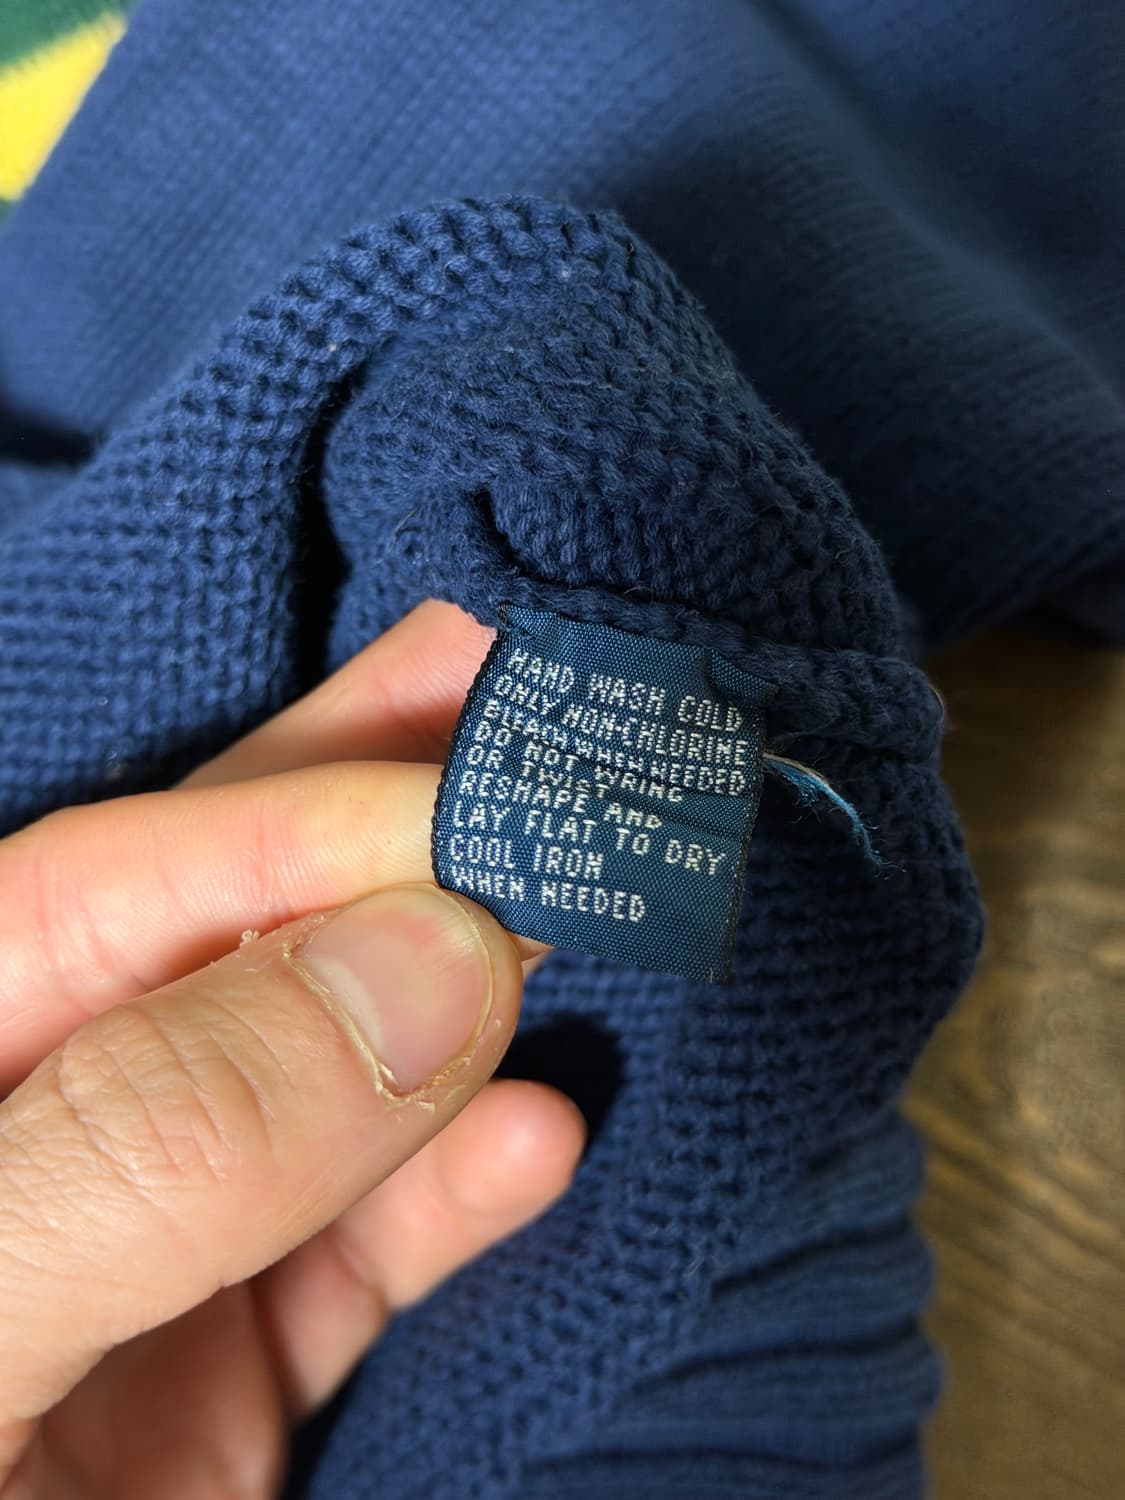 HAND WASH COLD
ONLY NON-CHLORINE
BLEACH WHEN NEEDED
DO NOT WRING
OR TWIST
RESHAPE AND
LAY FLAT TO DRY
COOL IRON
WHEN NEEDED